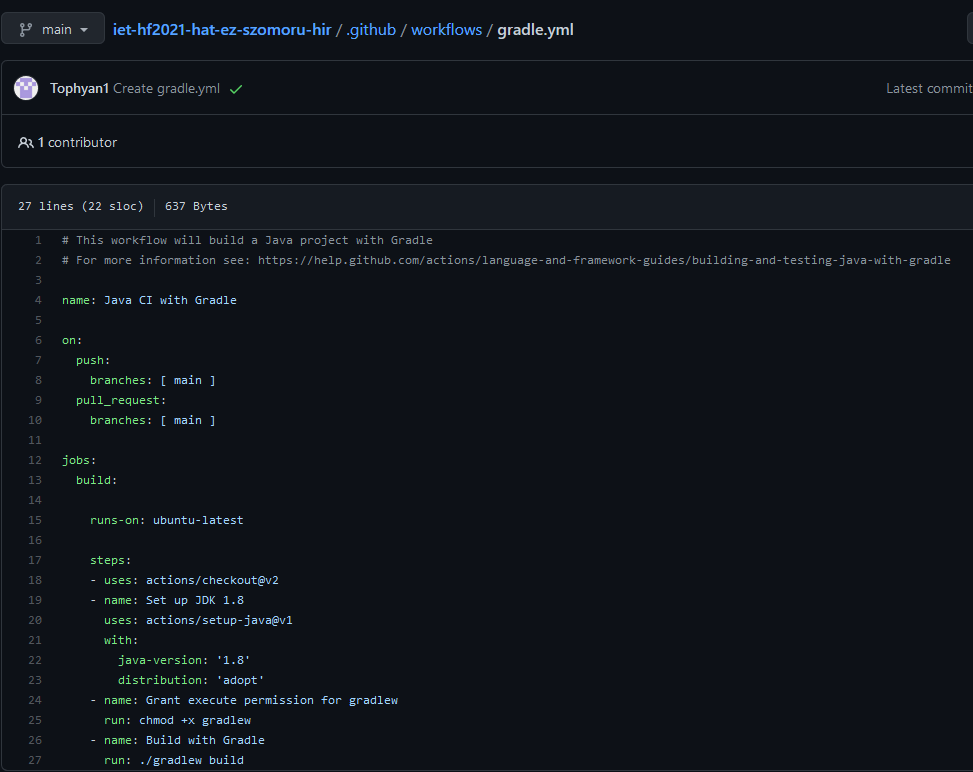 main iet-hf2021-hat-ez-szomoru-hir / .github / workflows / gradle.yml
Tophyan1 Create gradle.yml Latest commit
1 contributor
27 lines (22 sloc) 637 Bytes
1 # This workflow will build a Java project with Gradle
2 # For more information see: https://help.github.com/actions/language-and-framework-guides/building-and-testing-java-with-gradle
3
4 name: Java CI with Gradle
5
6 on:
7   push:
8     branches: [ main ]
9   pull_request:
10     branches: [ main ]
11
12 jobs:
13   build:
14
15     runs-on: ubuntu-latest
16
17     steps:
18     - uses: actions/checkout@v2
19     - name: Set up JDK 1.8
20       uses: actions/setup-java@v1
21       with:
22         java-version: '1.8'
23         distribution: 'adopt'
24     - name: Grant execute permission for gradlew
25       run: chmod +x gradlew
26     - name: Build with Gradle
27       run: ./gradlew build